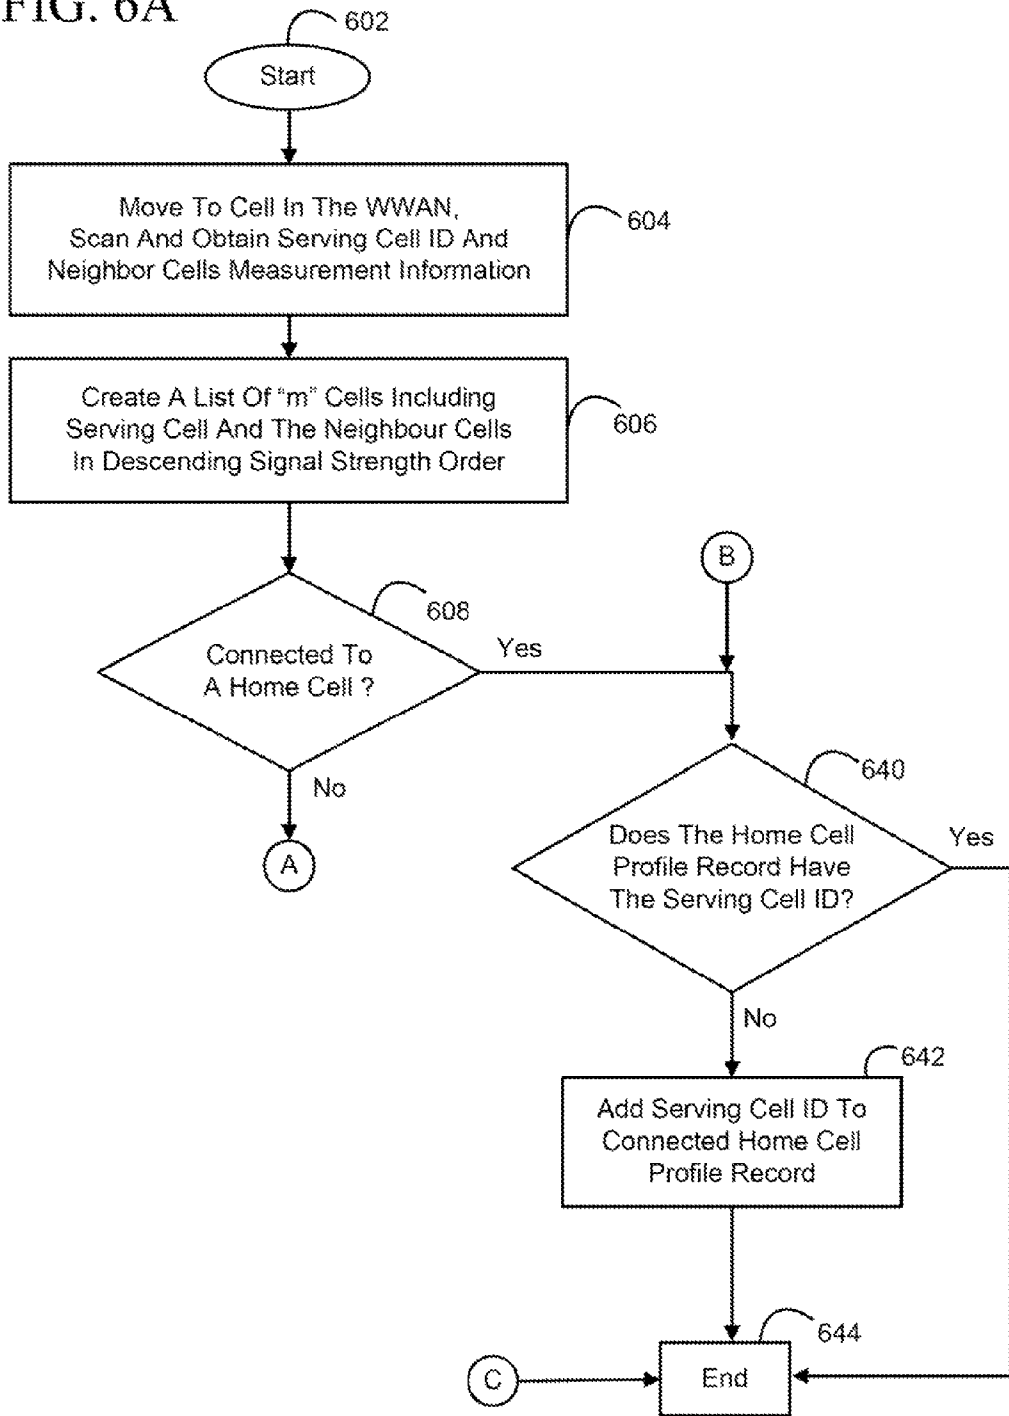 FIG. 6A
602
Start
Move To Cell In The WWAN,
Scan And Obtain Serving Cell ID And
Neighbor Cells Measurement Information
604
Create A List Of "m" Cells Including
Serving Cell And The Neighbour Cells
In Descending Signal Strength Order
606
B
608
Connected To
A Home Cell ?
Yes
No
A
640
Does The Home Cell
Profile Record Have
The Serving Cell ID?
Yes
No
642
Add Serving Cell ID To
Connected Home Cell
Profile Record
644
C
End